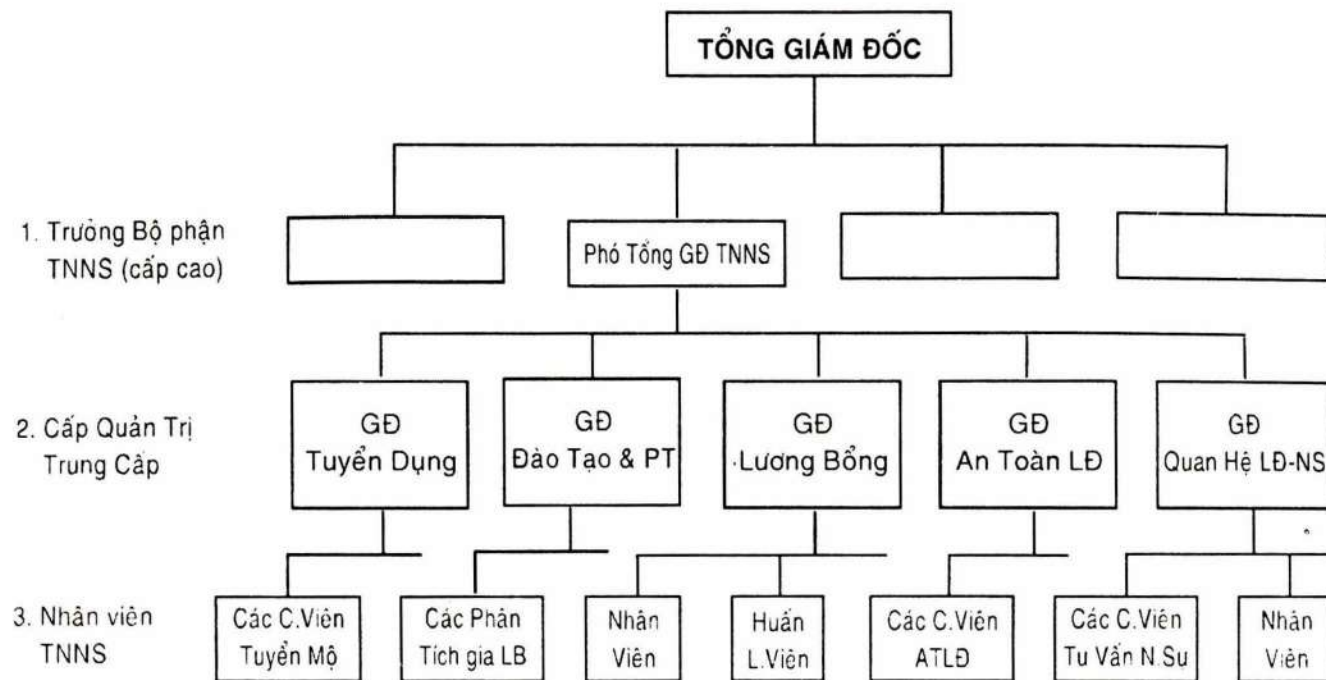 TỔNG GIÁM ĐỐC
1. Trưởng Bộ phận
TNNS (cấp cao)
Phó Tổng GĐ TNNS
2. Cấp Quản Trị
Trung Cấp
GĐ
Tuyển Dụng
GĐ
Đào Tạo & PT
GĐ
Lương Bổng
GĐ
An Toàn LĐ
GĐ
Quan Hệ LĐ-NS
3. Nhân viên
TNNS
Các C.Viên
Tuyển Mộ
Các Phân
Tích gia LB
Nhân
Viên
Huấn
L.Viên
Các C.Viên
ATLĐ
Các C.Viên
Tư Vấn N.Sự
Nhân
Viên